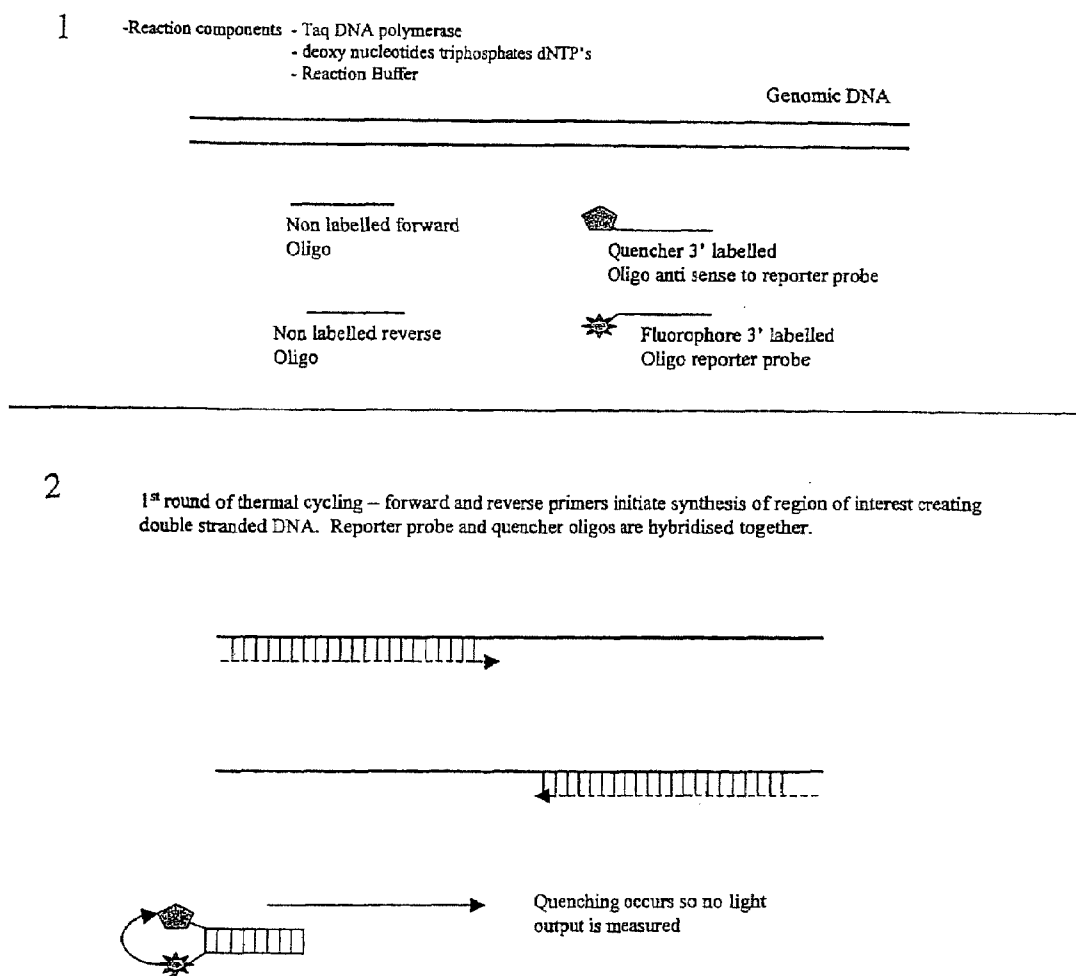 1
-Reaction components - Taq DNA polymerase
- deoxy nucleotides triphosphates dNTP's
- Reaction Buffer
Genomic DNA
Non labelled forward
Oligo
Quencher 3' labelled
Oligo anti sense to reporter probe
Non labelled reverse
Oligo
Fluorophore 3' labelled
Oligo reporter probe
2
1st round of thermal cycling – forward and reverse primers initiate synthesis of region of interest creating
double stranded DNA. Reporter probe and quencher oligos are hybridised together.
Quenching occurs so no light
output is measured